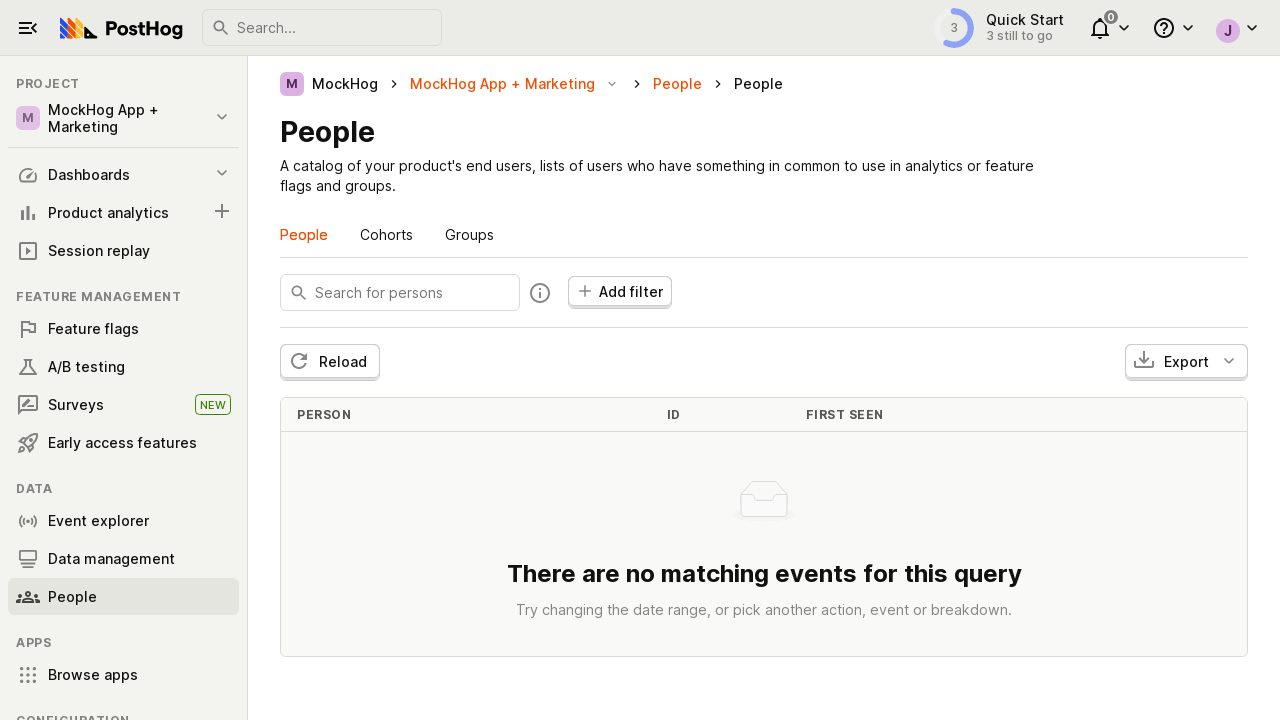 PostHog
Search...
3
Quick Start
3 still to go
0
J
PROJECT
M
MockHog App +
Marketing
Dashboards
Product analytics
Session replay
FEATURE MANAGEMENT
Feature flags
A/B testing
Surveys
NEW
Early access features
DATA
Event explorer
Data management
People
APPS
Browse apps
CONFIGURATION
M MockHog MockHog App + Marketing People People
People
A catalog of your product's end users, lists of users who have something in common to use in analytics or feature
flags and groups.
People Cohorts Groups
Search for persons
Add filter
Reload
Export
PERSON ID FIRST SEEN
There are no matching events for this query
Try changing the date range, or pick another action, event or breakdown.